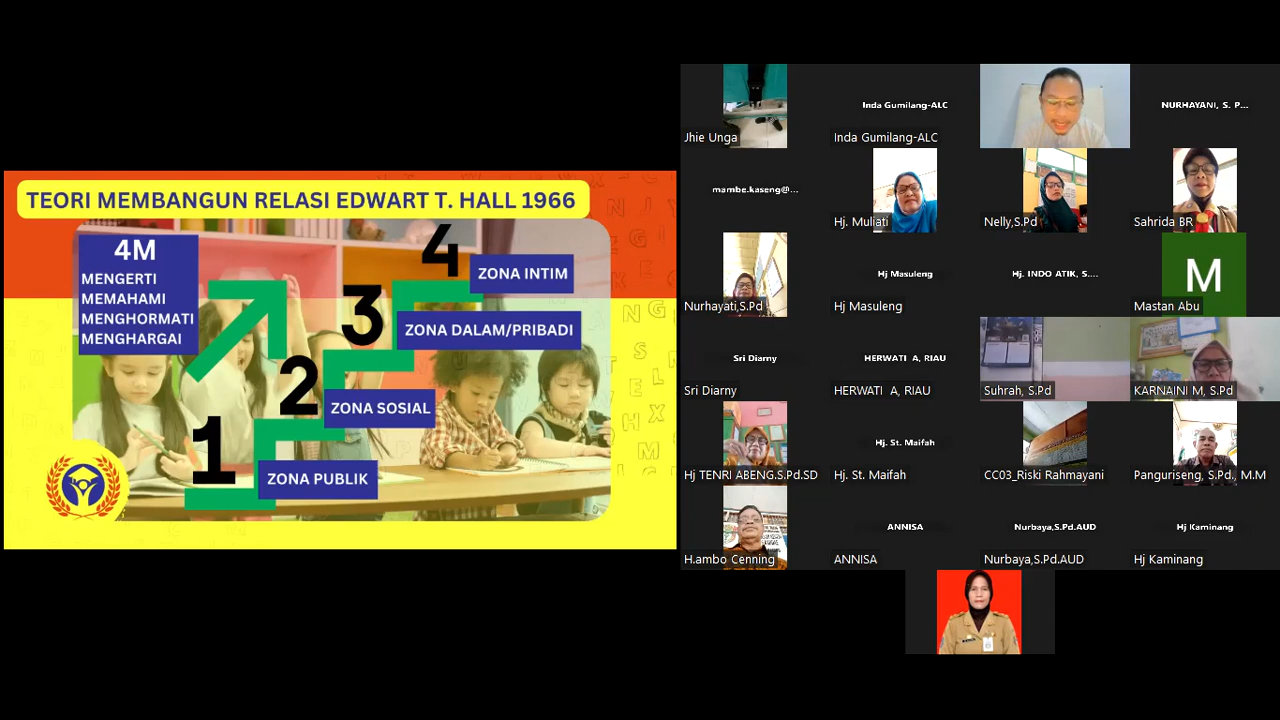 TEORI MEMBANGUN RELASI EDWART T. HALL 1966
4M
MENGERTI
MEMAHAMI
MENGHORMATI
MENGHARGAI
4
ZONA INTIM
3
ZONA DALAM/PRIBADI
2
ZONA SOSIAL
1
ZONA PUBLIK
Jhie Unga
Inda Gumilang-ALC
Inda Gumilang-ALC
NURHAYANI, S. P...
mambe.kaseng@...
Hj. Muliati
Nelly,S.Pd
Sahrida BR
Nurhayati,S.Pd
Hj Masuleng
Hj Masuleng
Hj. INDO ATIK, S....
M
Mastan Abu
Sri Diarny
Sri Diarny
HERWATI A, RIAU
HERWATI A, RIAU
Suhrah, S.Pd
KARNAINI M, S.Pd
Hj TENRI ABENG.S.Pd.SD
Hj. St. Maifah
Hj. St. Maifah
CC03_Riski Rahmayani
Panguriseng, S.Pd., M.M
H.ambo Cenning
ANNISA
ANNISA
Nurbaya,S.Pd.AUD
Nurbaya,S.Pd.AUD
Hj Kaminang
Hj Kaminang